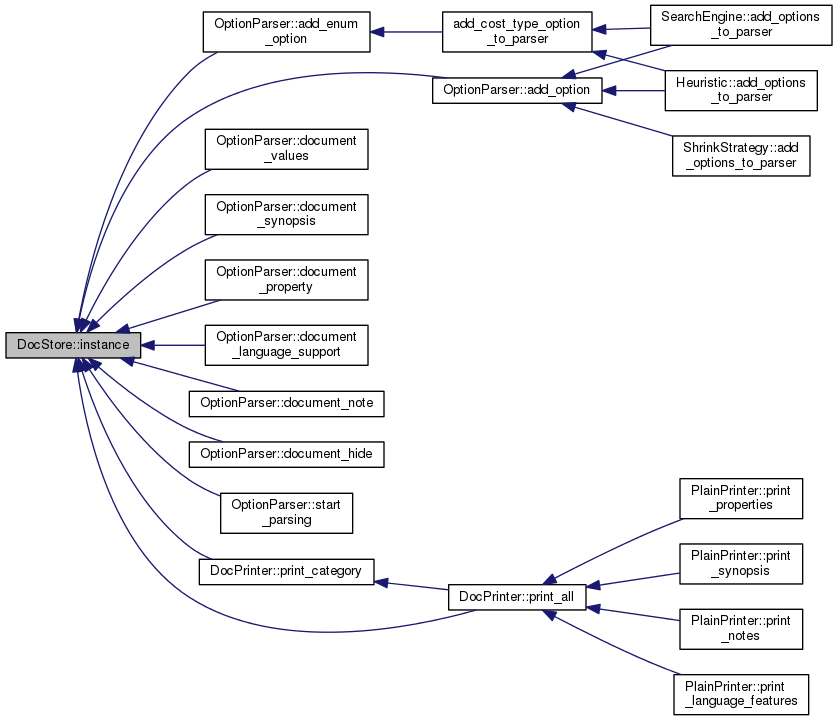 OptionParser::add_enum
_option
add_cost_type_option
_to_parser
SearchEngine::add_options
_to_parser
OptionParser::add_option
Heuristic::add_options
_to_parser
ShrinkStrategy::add
_options_to_parser
OptionParser::document
_values
OptionParser::document
_synopsis
OptionParser::document
_property
DocStore::instance
OptionParser::document
_language_support
OptionParser::document_note
OptionParser::document_hide
OptionParser::start
_parsing
DocPrinter::print_category
DocPrinter::print_all
PlainPrinter::print
_properties
PlainPrinter::print
_synopsis
PlainPrinter::print
_notes
PlainPrinter::print
_language_features